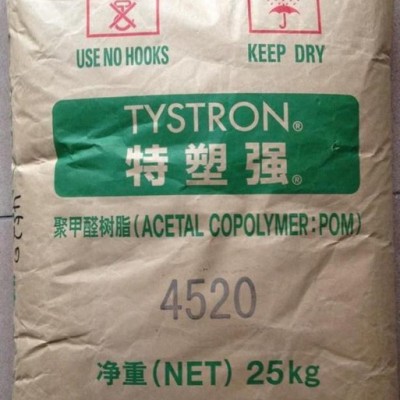 USE NO HOOKS KEEP DRY
TYSTRON®
特塑强®
聚甲醛树脂(ACETAL COPOLYMER:POM)
4520
净重(NET) 25kg